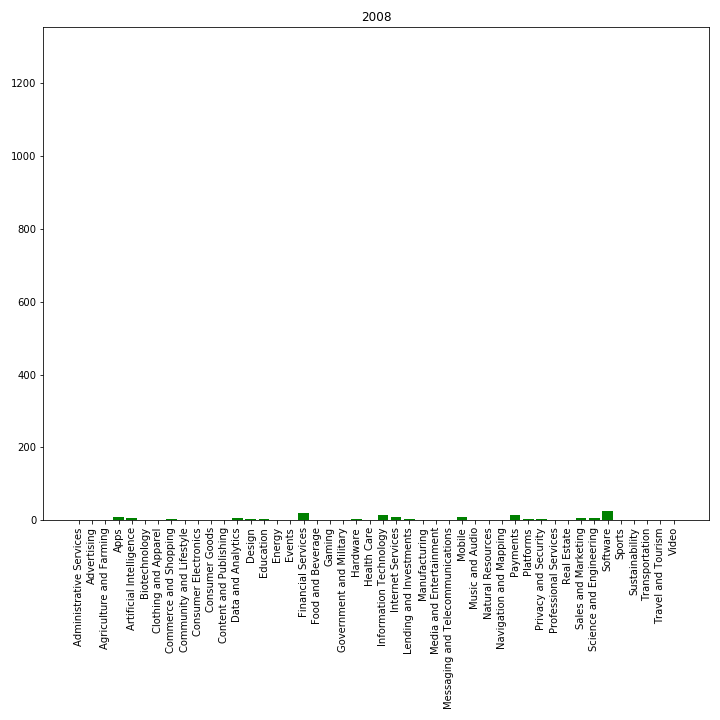 2008
1200
1000
800
600
400
200
0
Administrative Services
Advertising
Agriculture and Farming
Apps
Artificial Intelligence
Biotechnology
Clothing and Apparel
Commerce and Shopping
Community and Lifestyle
Consumer Electronics
Consumer Goods
Content and Publishing
Data and Analytics
Design
Education
Energy
Events
Financial Services
Food and Beverage
Gaming
Government and Military
Hardware
Health Care
Information Technology
Internet Services
Lending and Investments
Manufacturing
Media and Entertainment
Messaging and Telecommunications
Mobile
Music and Audio
Natural Resources
Navigation and Mapping
Payments
Platforms
Privacy and Security
Professional Services
Real Estate
Sales and Marketing
Science and Engineering
Software
Sports
Sustainability
Transportation
Travel and Tourism
Video